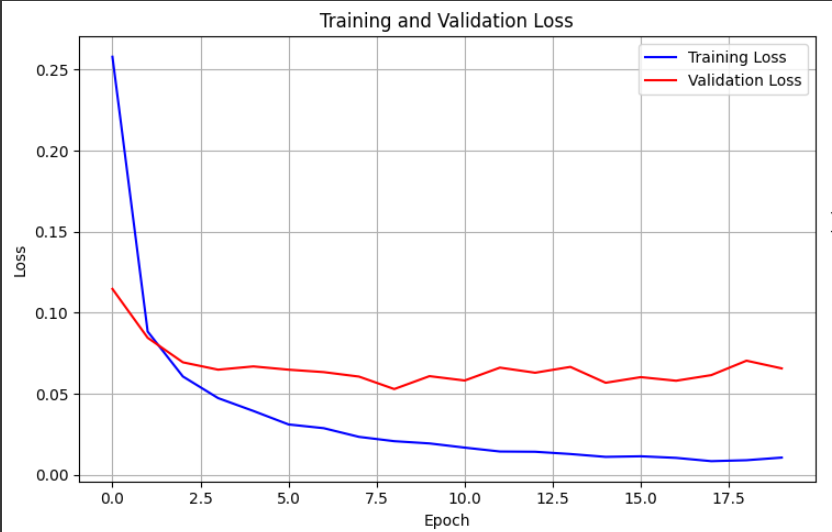 Training and Validation Loss
Training Loss
Validation Loss
0.25
0.20
0.15
0.10
0.05
0.00
Loss
0.0 2.5 5.0 7.5 10.0 12.5 15.0 17.5
Epoch